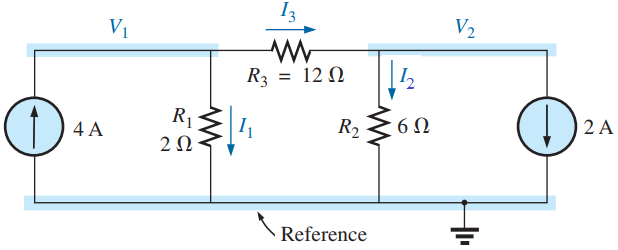 I3
V1
V2
R3 = 12 Ω
I2
4 A
R1
2 Ω
I1
R2
6 Ω
2 A
Reference